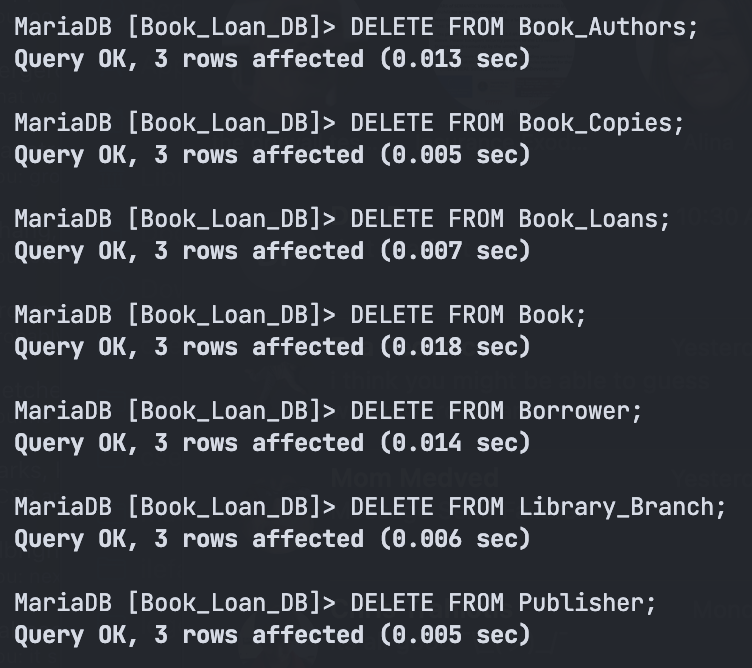 MariaDB [Book_Loan_DB]> DELETE FROM Book_Authors;
Query OK, 3 rows affected (0.013 sec)
MariaDB [Book_Loan_DB]> DELETE FROM Book_Copies;
Query OK, 3 rows affected (0.005 sec)
MariaDB [Book_Loan_DB]> DELETE FROM Book_Loans;
Query OK, 3 rows affected (0.007 sec)
MariaDB [Book_Loan_DB]> DELETE FROM Book;
Query OK, 3 rows affected (0.018 sec)
MariaDB [Book_Loan_DB]> DELETE FROM Borrower;
Query OK, 3 rows affected (0.014 sec)
Mom Medved
MariaDB [Book_Loan_DB]> DELETE FROM Library_Branch;
Query OK, 3 rows affected (0.006 sec)
MariaDB [Book_Loan_DB]> DELETE FROM Publisher;
Query OK, 3 rows affected (0.005 sec)